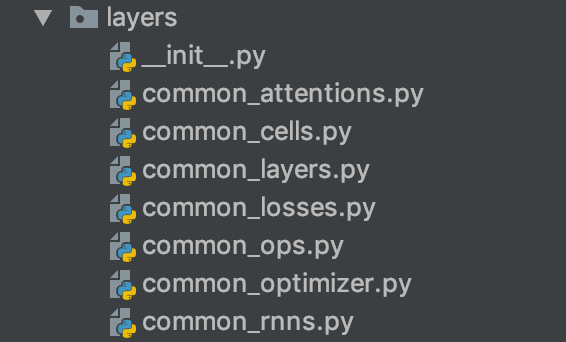 layers
__init__.py
common_attentions.py
common_cells.py
common_layers.py
common_losses.py
common_ops.py
common_optimizer.py
common_rnns.py